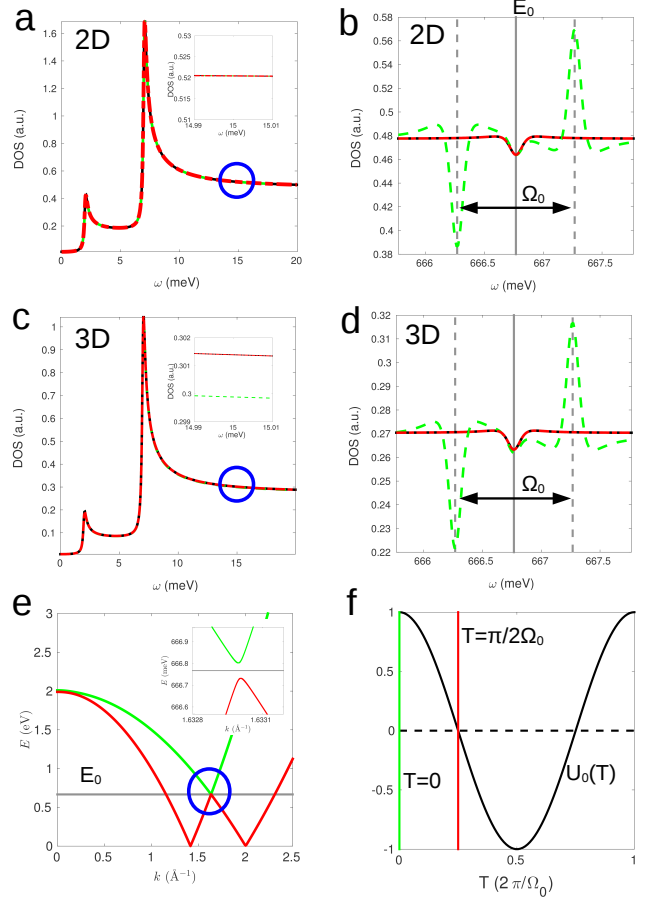 a
2D
DOS (a.u.)
1.6
1.4
1.2
1.0
0.8
0.6
0.4
0.2
0
5
10
15
20
ω (meV)
DOS (a.u.)
0.53
0.525
0.52
0.515
0.51
14.99
15
15.01
ω (meV)
b
2D
E₀
DOS (a.u.)
0.58
0.56
0.54
0.52
0.50
0.48
0.46
0.44
0.42
0.40
0.38
Ω₀
666
666.5
667
667.5
ω (meV)
c
3D
DOS (a.u.)
1
0.9
0.8
0.7
0.6
0.5
0.4
0.3
0.2
0.1
0
5
10
15
ω (meV)
DOS (a.u.)
0.302
0.301
0.3
0.299
14.99
15
15.01
ω (meV)
d
3D
DOS (a.u.)
0.32
0.31
0.30
0.29
0.28
0.27
0.26
0.25
0.24
0.23
0.22
Ω₀
666
666.5
667
667.5
ω (meV)
e
E (eV)
3
2.5
2
1.5
1
0.5
0
E₀
0
0.5
1
1.5
2
2.5
k (Å⁻¹)
E (meV)
666.9
666.8
666.7
666.6
1.6328
1.6331
k (Å⁻¹)
f
1
0.5
0
-0.5
-1
T=π/2Ω₀
T=0
U₀(T)
0
0.5
1
T (2 π/Ω₀)